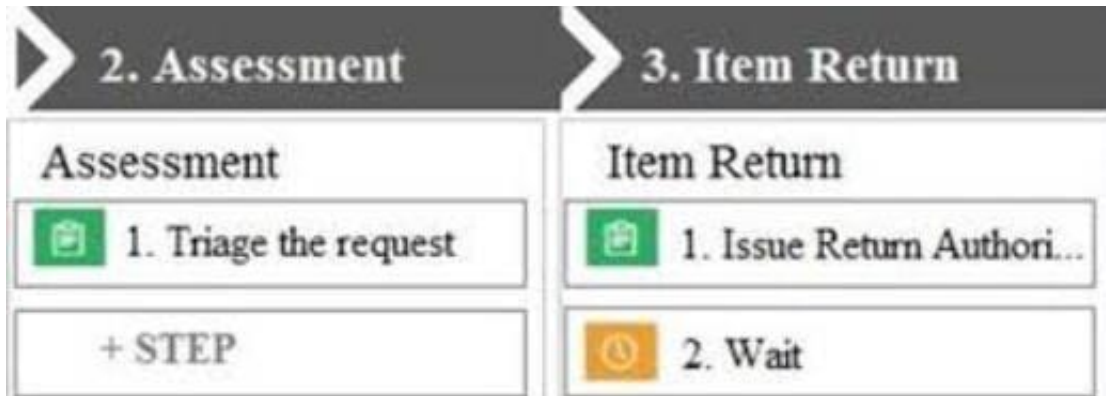 2. Assessment
3. Item Return
Assessment
1. Triage the request
+ STEP
Item Return
1. Issue Return Authori...
2. Wait